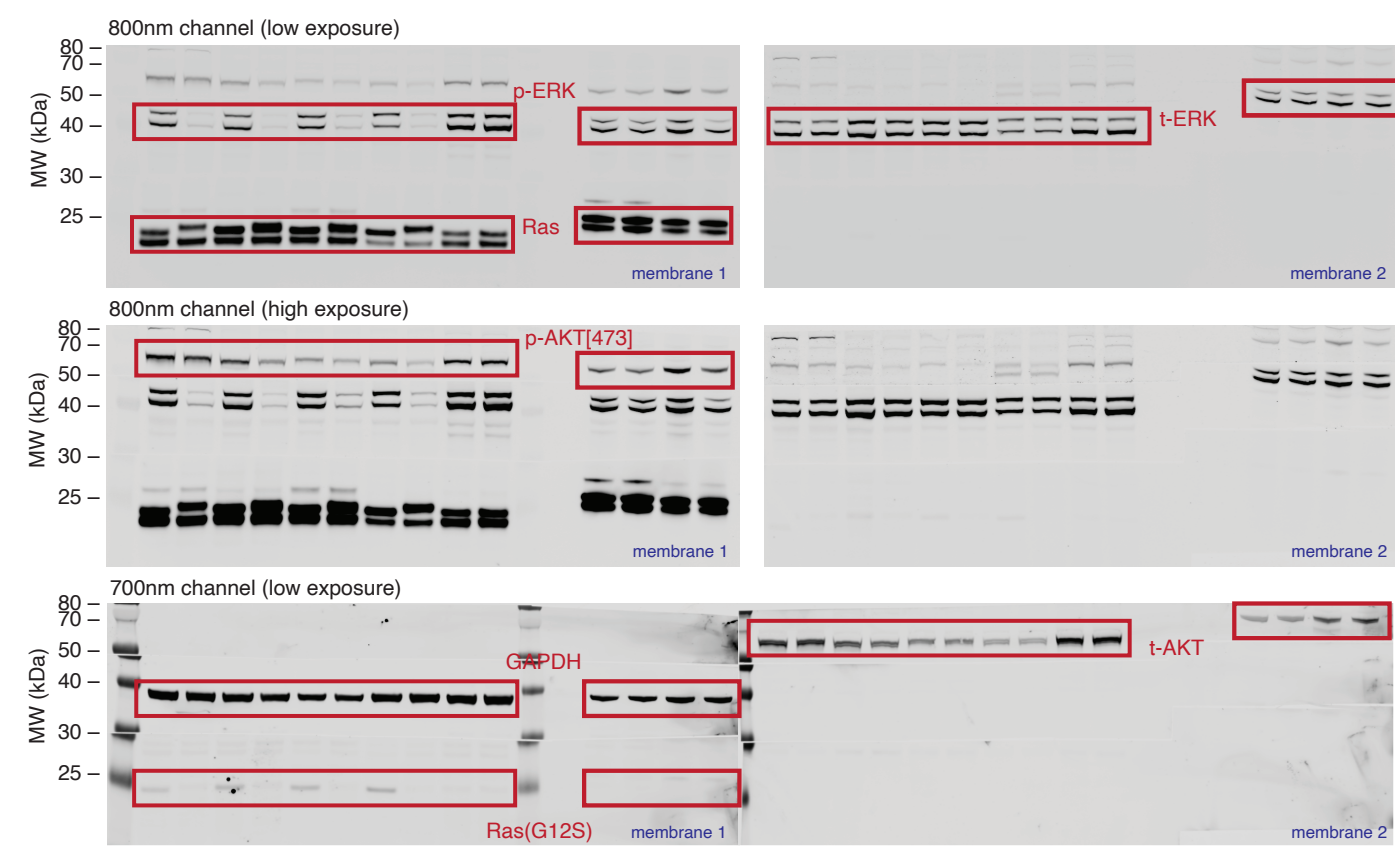 800nm channel (low exposure)
MW (kDa)
80 –
70 –
50 –
40 –
30 –
25 –
p-ERK
Ras
membrane 1
t-ERK
membrane 2
800nm channel (high exposure)
MW (kDa)
80 –
70 –
50 –
40 –
30 –
25 –
p-AKT[473]
membrane 1
membrane 2
700nm channel (low exposure)
MW (kDa)
80 –
70 –
50 –
40 –
30 –
25 –
GAPDH
Ras(G12S)
membrane 1
t-AKT
membrane 2